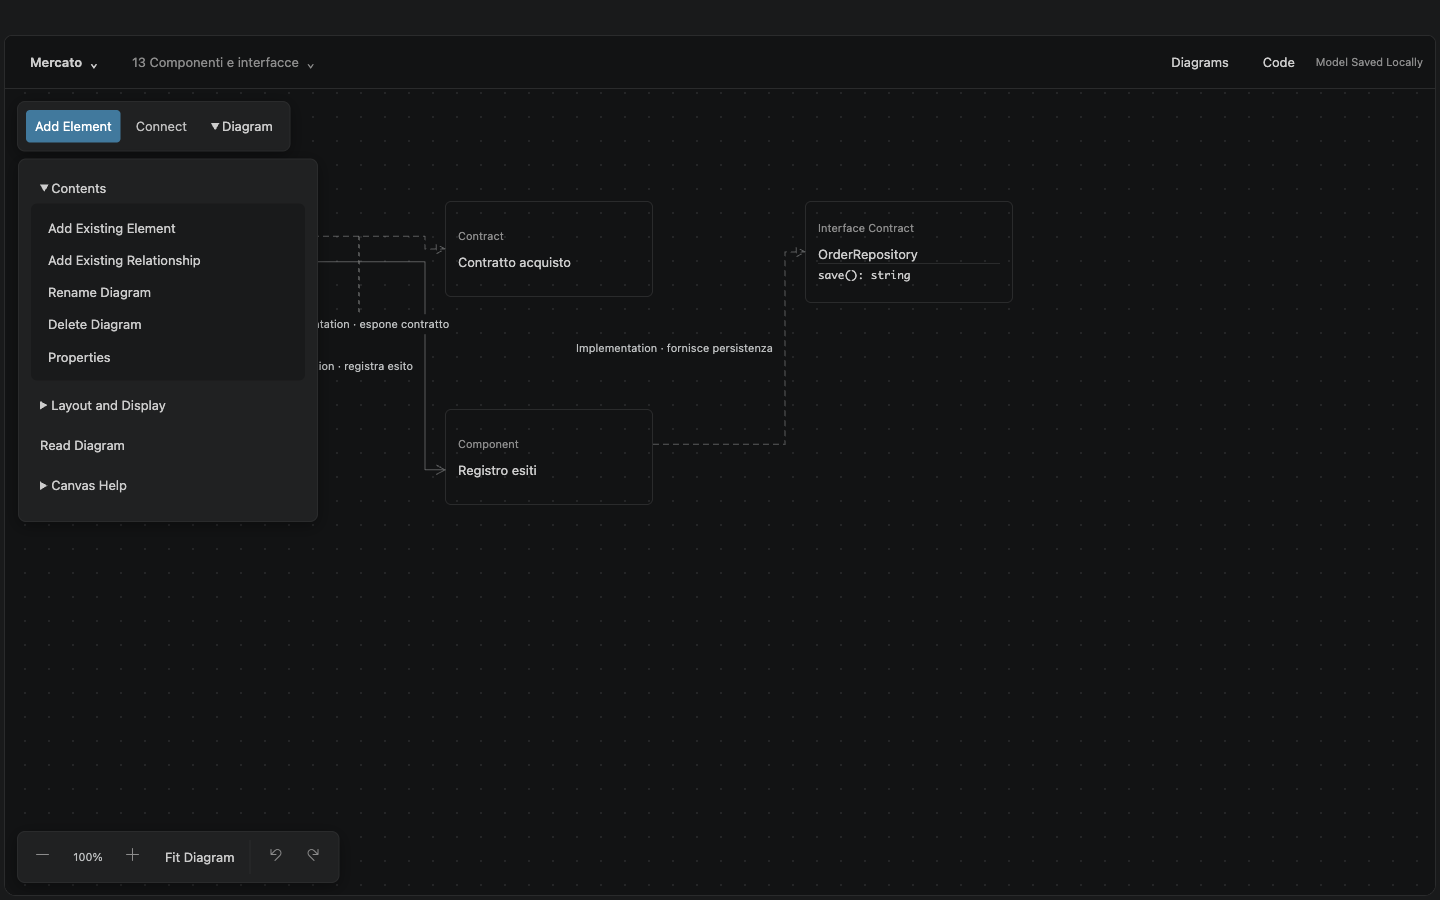 Mercato
13 Componenti e interfacce
Diagrams
Code
Model Saved Locally
Add Element
Connect
Diagram
Contents
Add Existing Element
Add Existing Relationship
Rename Diagram
Delete Diagram
Properties
Layout and Display
Read Diagram
Canvas Help
Contract
Contratto acquisto
Interface Contract
OrderRepository
save(): string
espone contratto
registra esito
Implementation · fornisce persistenza
Component
Registro esiti
100%
Fit Diagram